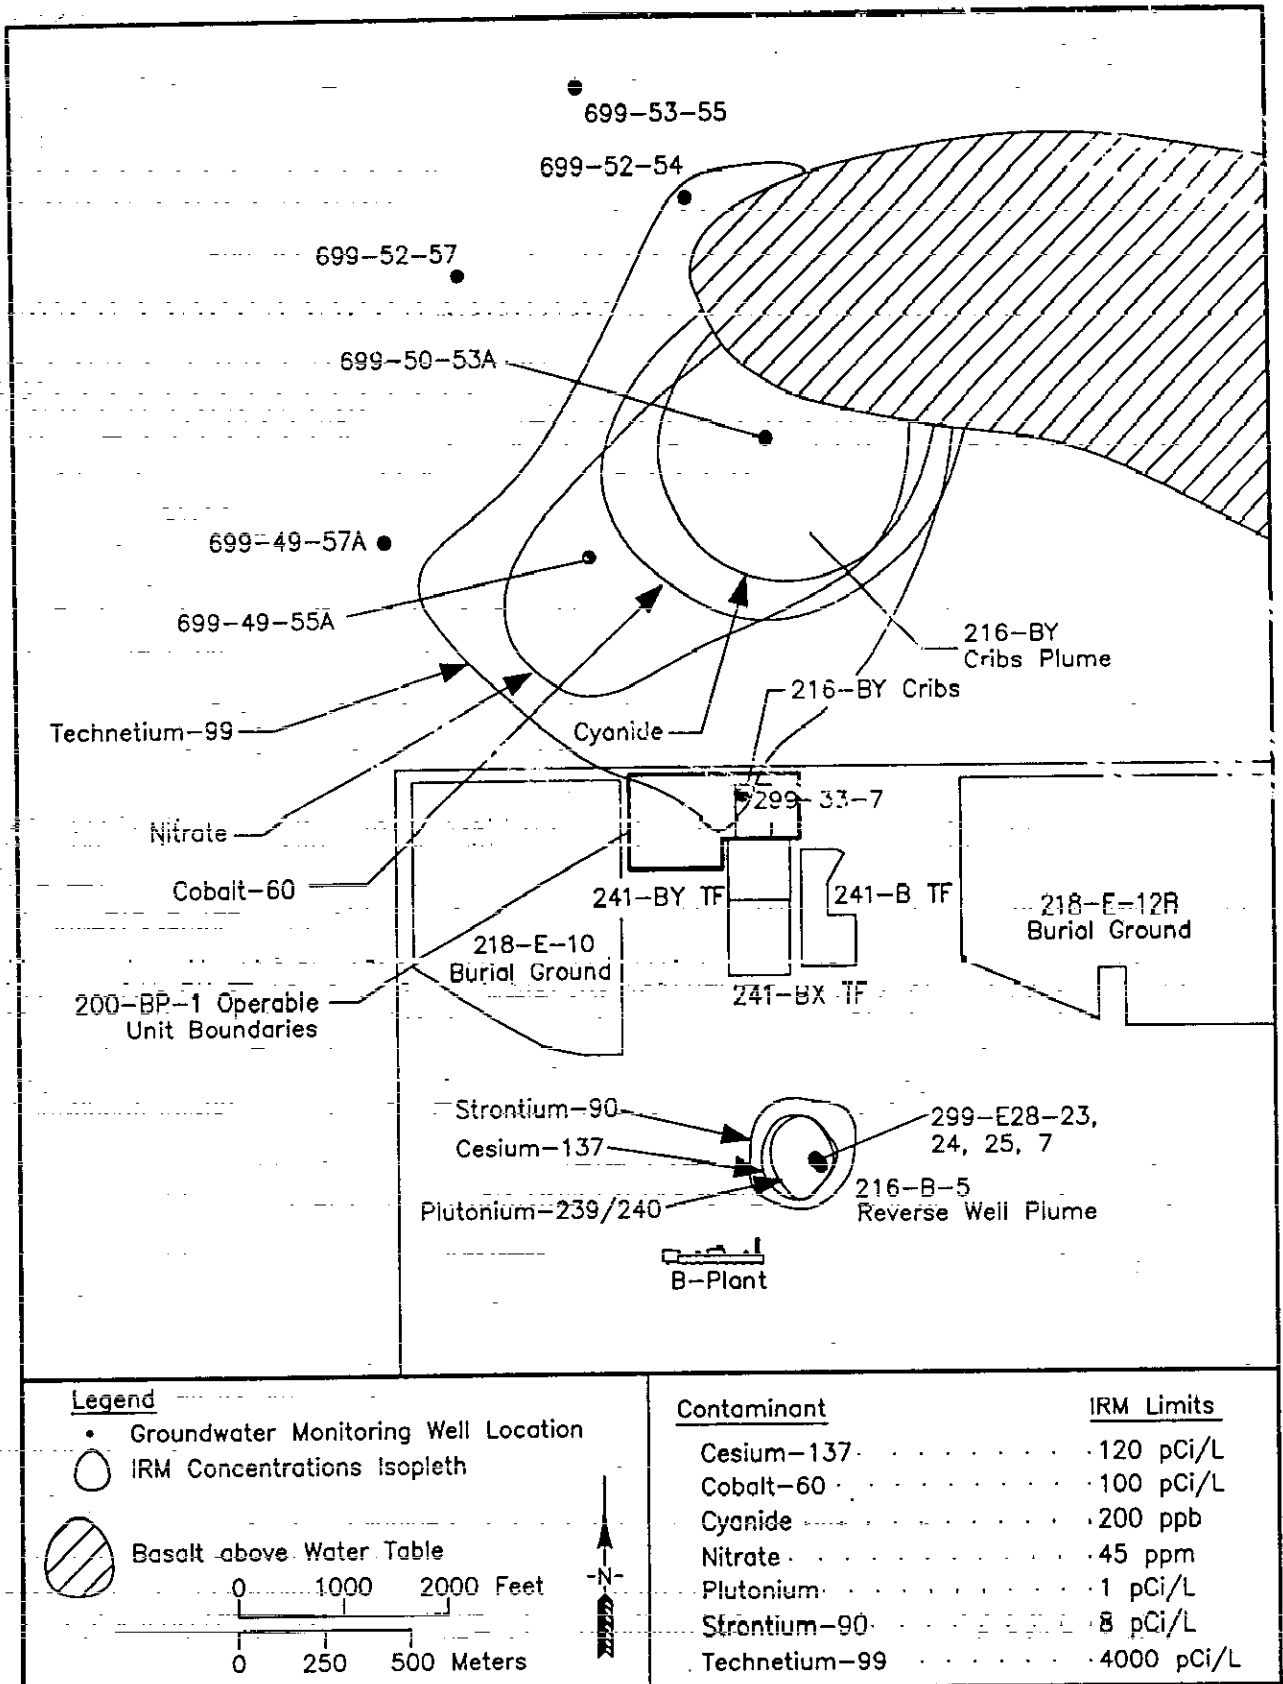 699-53-55
699-52-54
699-52-57
699-50-53A
699-49-57A
699-49-55A
216-BY
Cribs Plume
216-BY Cribs
Technetium-99
Cyanide
299-33-7
Nitrate
Cobalt-60
241-BY TF
241-B TF
218-E-12B
Burial Ground
218-E-10
Burial Ground
241-BX TF
200-BP-1 Operable
Unit Boundaries
Strontium-90
299-E28-23,
24, 25, 7
Cesium-137
216-B-5
Reverse Well Plume
Plutonium-239/240
B-Plant
Legend
Groundwater Monitoring Well Location
IRM Concentrations Isopleth
Basalt above Water Table
0 1000 2000 Feet
0 250 500 Meters
-N-
Contaminant IRM Limits
Cesium-137 120 pCi/L
Cobalt-60 100 pCi/L
Cyanide 200 ppb
Nitrate 45 ppm
Plutonium 1 pCi/L
Strontium-90 8 pCi/L
Technetium-99 4000 pCi/L